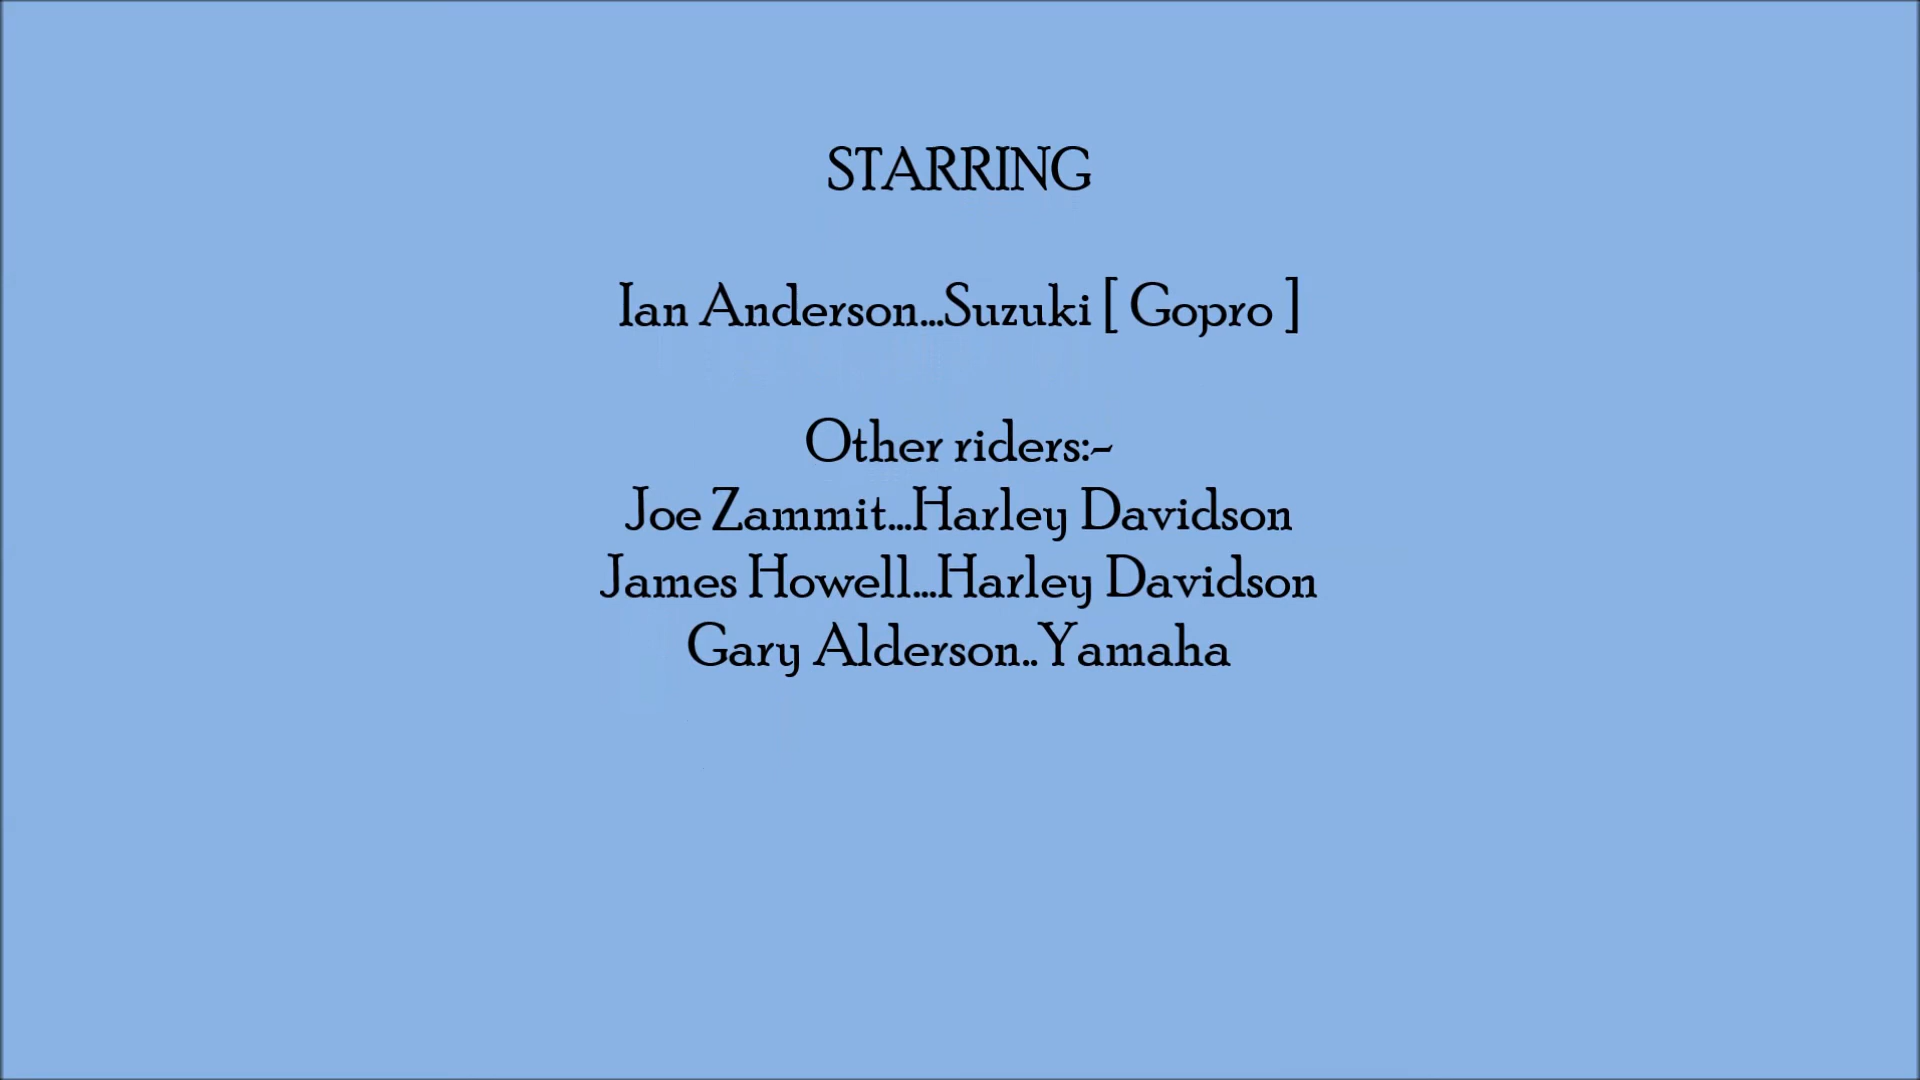 STARRING
Ian Anderson...Suzuki [ Gopro ]
Other riders:-
Joe Zammit...Harley Davidson
James Howell...Harley Davidson
Gary Alderson..Yamaha